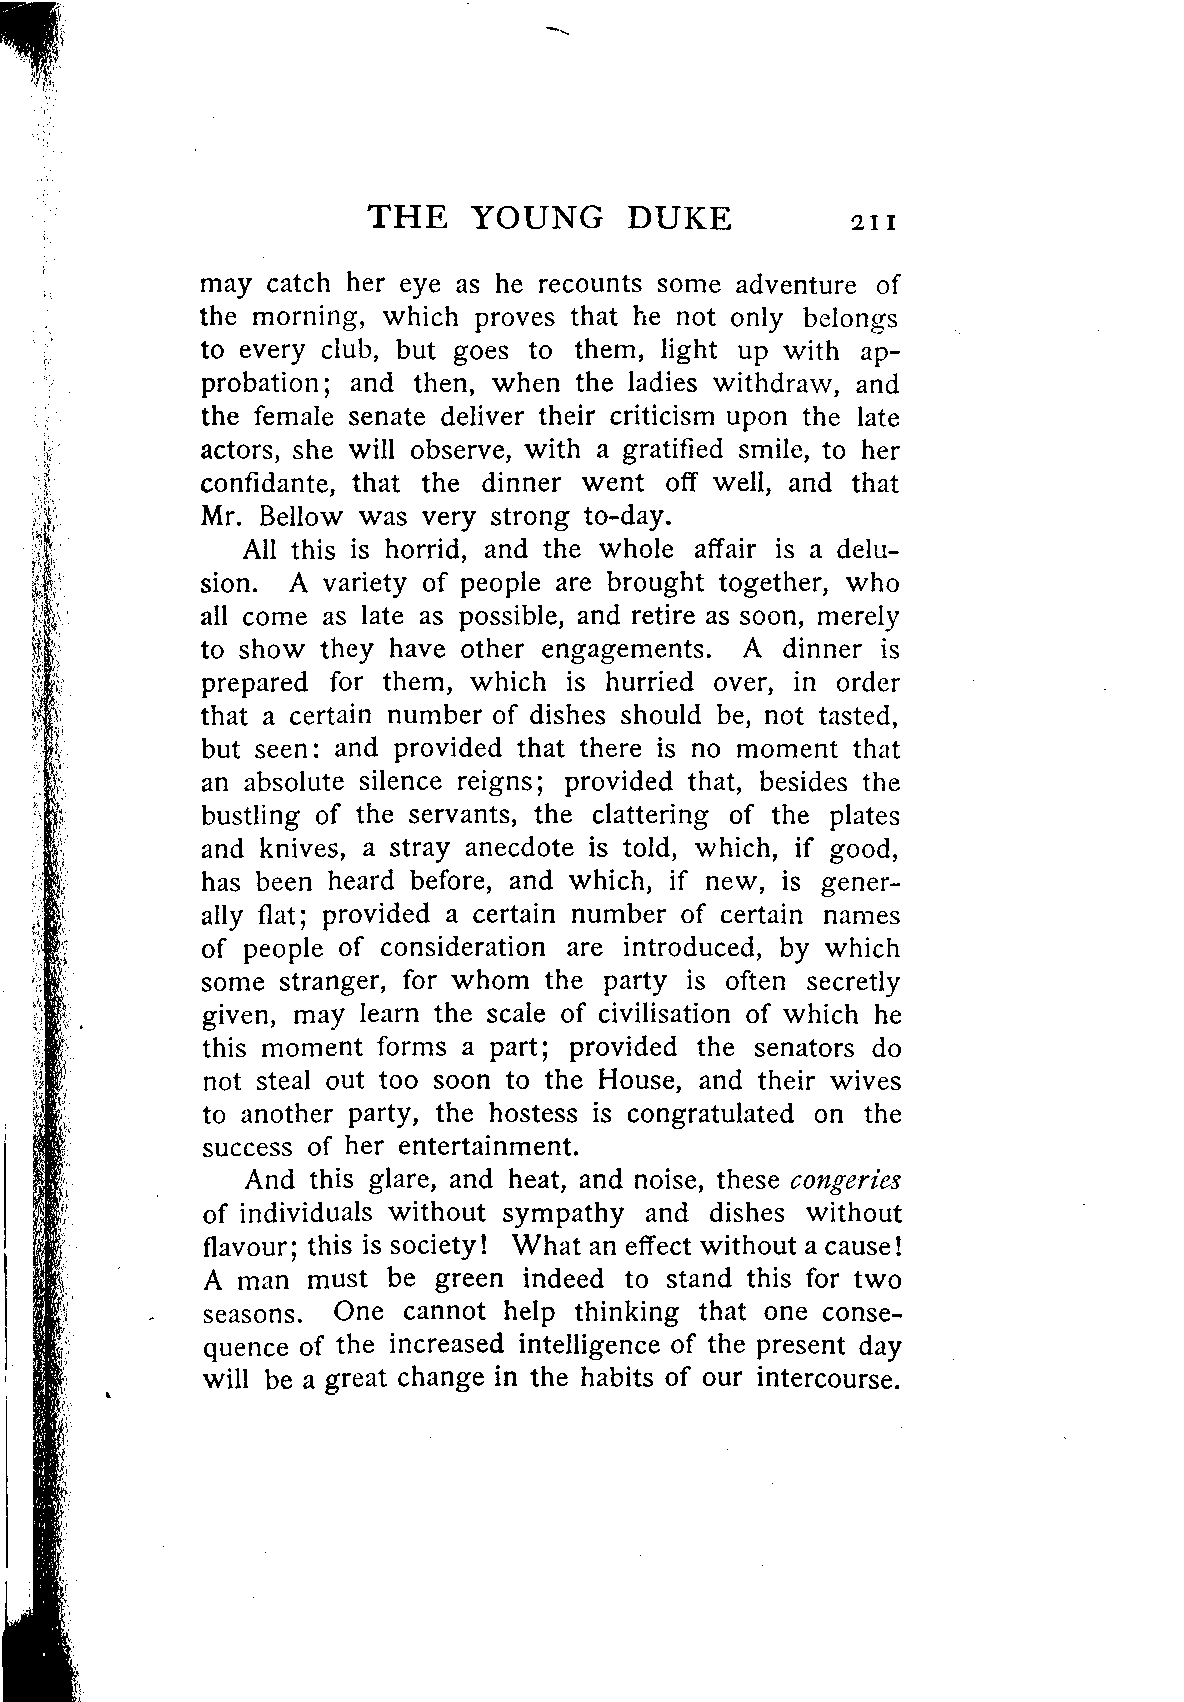 THE YOUNG DUKE 211
may catch her eye as he recounts some adventure of
the morning, which proves that he not only belongs
to every club, but goes to them, light up with ap-
probation; and then, when the ladies withdraw, and
the female senate deliver their criticism upon the late
actors, she will observe, with a gratified smile, to her
confidante, that the dinner went off well, and that
Mr. Bellow was very strong to-day.
All this is horrid, and the whole affair is a delu-
sion. A variety of people are brought together, who
all come as late as possible, and retire as soon, merely
to show they have other engagements. A dinner is
prepared for them, which is hurried over, in order
that a certain number of dishes should be, not tasted,
but seen: and provided that there is no moment that
an absolute silence reigns; provided that, besides the
bustling of the servants, the clattering of the plates
and knives, a stray anecdote is told, which, if good,
has been heard before, and which, if new, is gener-
ally flat; provided a certain number of certain names
of people of consideration are introduced, by which
some stranger, for whom the party is often secretly
given, may learn the scale of civilisation of which he
this moment forms a part; provided the senators do
not steal out too soon to the House, and their wives
to another party, the hostess is congratulated on the
success of her entertainment.
And this glare, and heat, and noise, these congeries
of individuals without sympathy and dishes without
flavour; this is society! What an effect without a cause!
A man must be green indeed to stand this for two
seasons. One cannot help thinking that one conse-
quence of the increased intelligence of the present day
will be a great change in the habits of our intercourse.